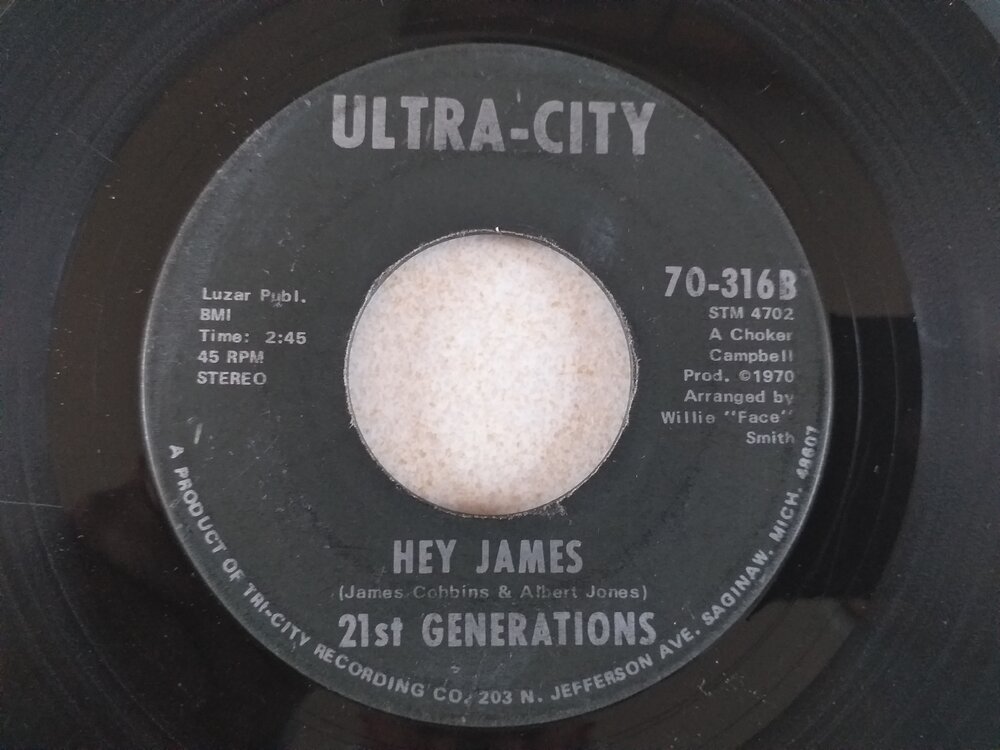 ULTRA-CITY
Luzar Publ.
BMI
Time: 2:45
45 RPM
STEREO
70-316B
STM 4702
A Choker
Campbell
Prod. ©1970
Arranged by
Willie "Face"
Smith
HEY JAMES
(James Cobbins & Albert Jones)
21st GENERATIONS
A PRODUCT OF TRI-CITY RECORDING CO. 203 N. JEFFERSON AVE. SAGINAW. MICH. 48607